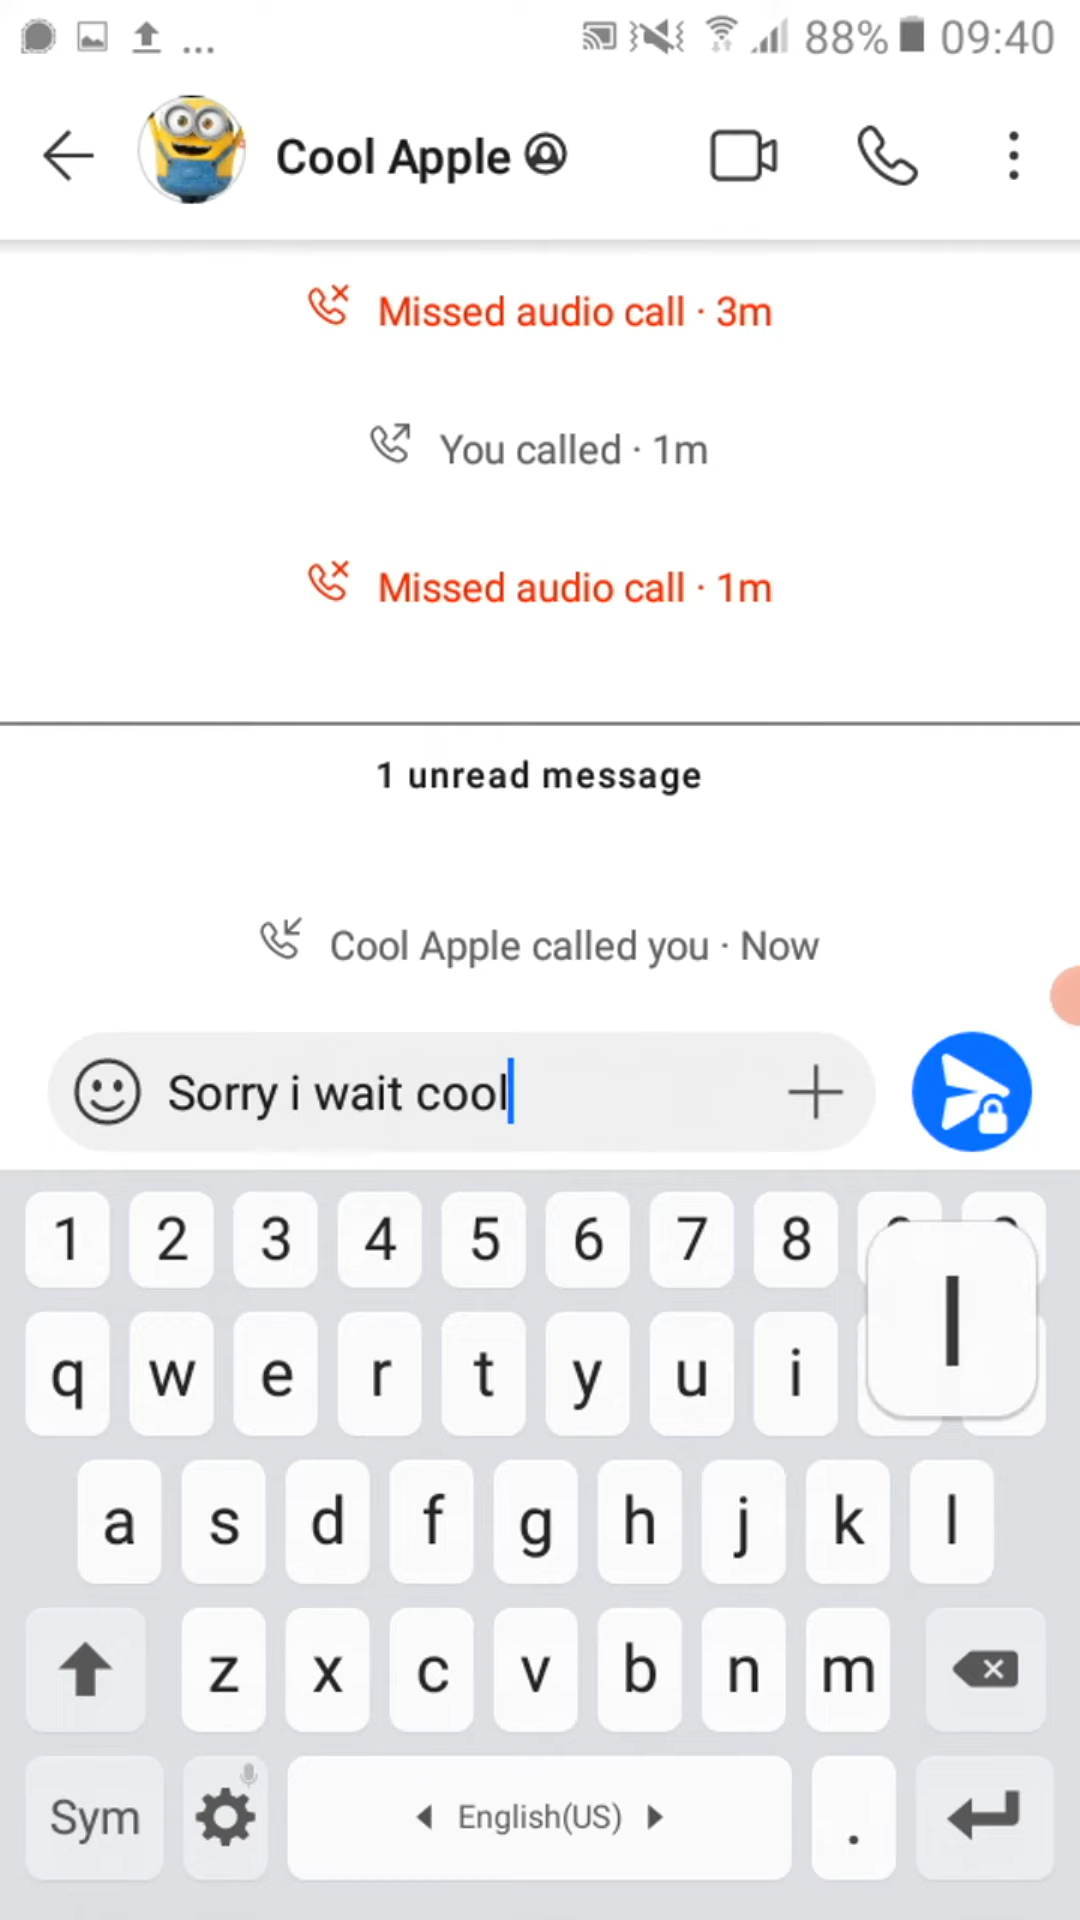 ... 88% 09:40
Cool Apple
Missed audio call · 3m
You called · 1m
Missed audio call · 1m
1 unread message
Cool Apple called you · Now
Sorry i wait cool
1 2 3 4 5 6 7 8
l
q w e r t y u i
a s d f g h j k l
z x c v b n m
Sym English(US) .